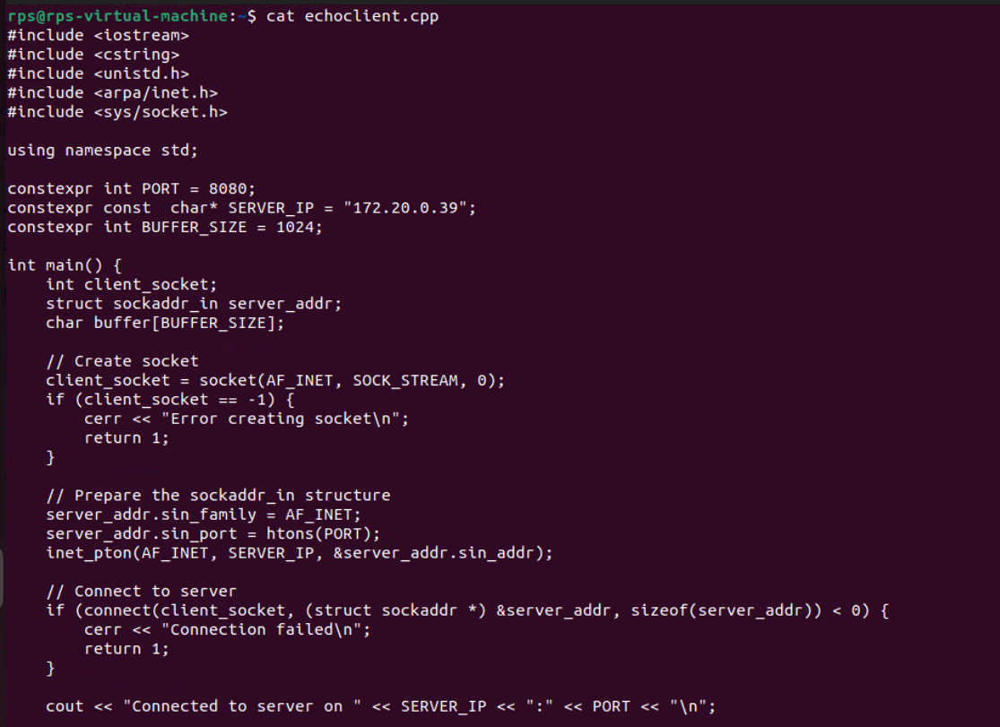 rps@rps-virtual-machine:~$ cat echoclient.cpp
#include <iostream>
#include <cstring>
#include <unistd.h>
#include <arpa/inet.h>
#include <sys/socket.h>

using namespace std;

constexpr int PORT = 8080;
constexpr const  char* SERVER_IP = "172.20.0.39";
constexpr int BUFFER_SIZE = 1024;

int main() {
    int client_socket;
    struct sockaddr_in server_addr;
    char buffer[BUFFER_SIZE];

    // Create socket
    client_socket = socket(AF_INET, SOCK_STREAM, 0);
    if (client_socket == -1) {
        cerr << "Error creating socket\n";
        return 1;
    }

    // Prepare the sockaddr_in structure
    server_addr.sin_family = AF_INET;
    server_addr.sin_port = htons(PORT);
    inet_pton(AF_INET, SERVER_IP, &server_addr.sin_addr);

    // Connect to server
    if (connect(client_socket, (struct sockaddr *) &server_addr, sizeof(server_addr)) < 0) {
        cerr << "Connection failed\n";
        return 1;
    }

    cout << "Connected to server on " << SERVER_IP << ":" << PORT << "\n";